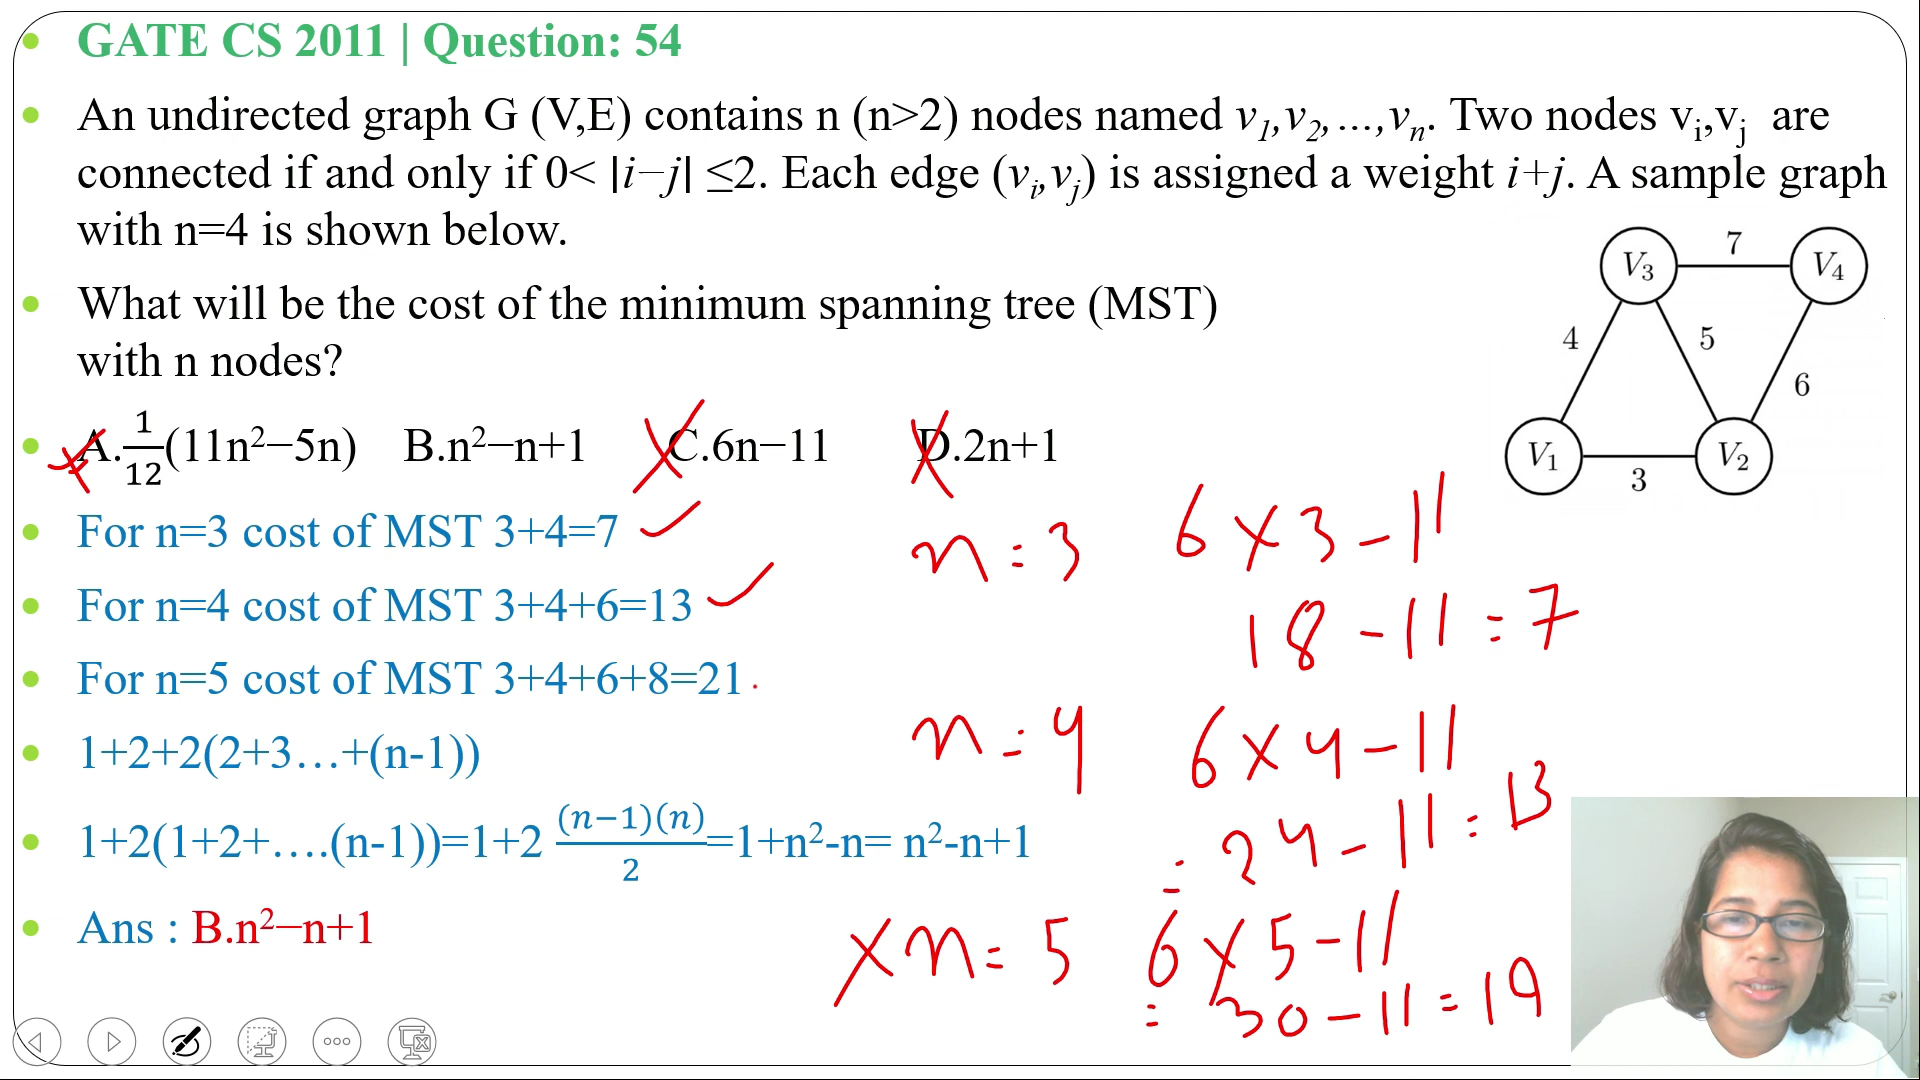 GATE CS 2011 | Question: 54
An undirected graph G (V,E) contains n (n>2) nodes named v₁,v₂,…,vₙ. Two nodes vᵢ,vⱼ are
connected if and only if 0< |i−j| ≤2. Each edge (vᵢ,vⱼ) is assigned a weight i+j. A sample graph
with n=4 is shown below.
What will be the cost of the minimum spanning tree (MST)
with n nodes?
V₃ 7 V₄
4 5 6
V₁ 3 V₂
A. 1/12 (11n²−5n) B.n²−n+1 C.6n−11 D.2n+1
For n=3 cost of MST 3+4=7
For n=4 cost of MST 3+4+6=13
For n=5 cost of MST 3+4+6+8=21
1+2+2(2+3…+(n-1))
1+2(1+2+….(n-1))=1+2 (n−1)(n)/2 =1+n²-n= n²-n+1
Ans : B.n²−n+1
n = 3 6 × 3 - 11
18 - 11 = 7
n = 4 6 × 4 - 11
= 24 - 11 = 13
× n = 5 6 × 5 - 11
= 30 - 11 = 19